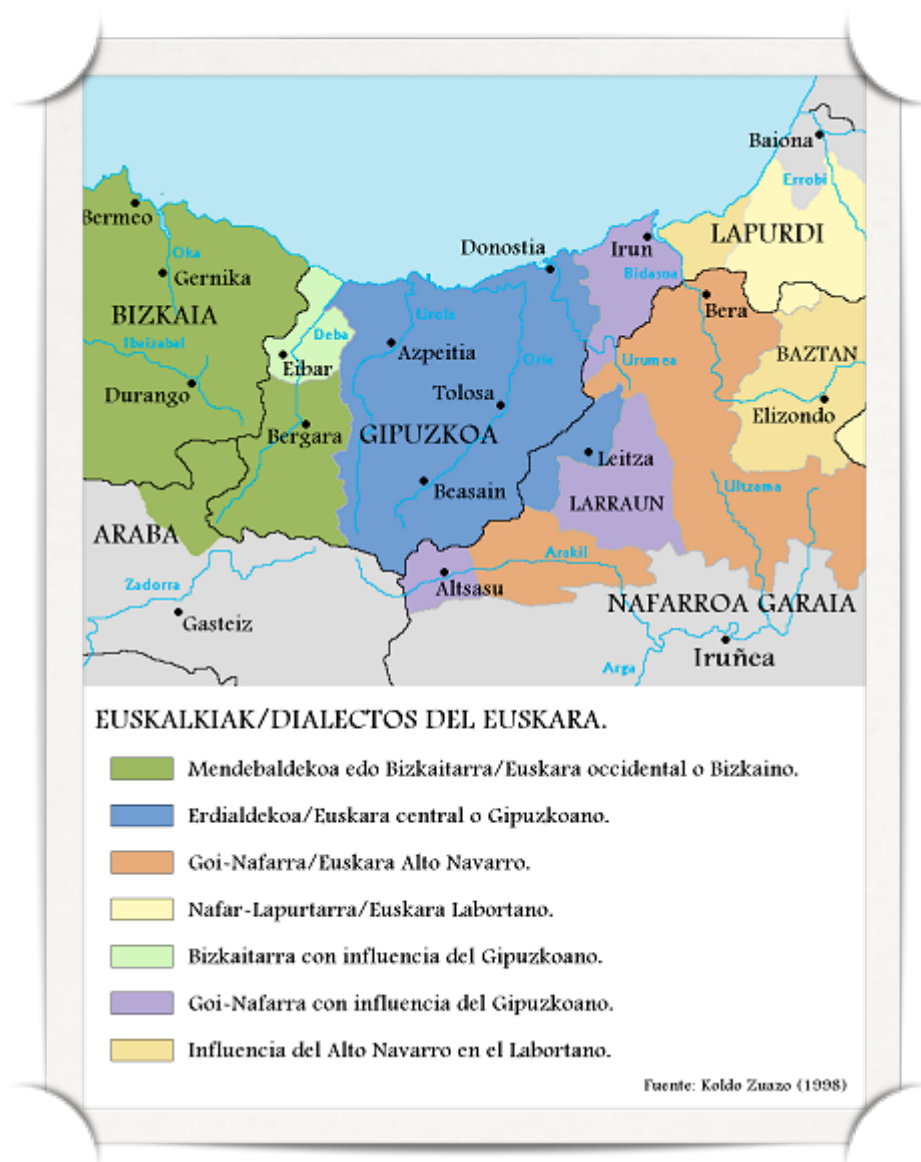 Baiona
Errobi
Bermeo
LAPURDI
Donostia
Irun
Oka
Bidasoa
Gernika
Bera
BIZKAIA
Urola
Deba
Ibaizabal
Azpeitia
Orie
Urumea
BAZTAN
Eibar
Durango
Tolosa
Elizondo
Bergara
GIPUZKOA
Leitza
Beasain
Ultzama
LARRAUN
ARABA
Arakil
Zadorra
Altsasu
NAFARROA GARAIA
Gasteiz
Iruñea
Arga
EUSKALKIAK/DIALECTOS DEL EUSKARA.
Mendebaldekoa edo Bizkaitarra/Euskara occidental o Bizkaino.
Erdialdekoa/Euskara central o Gipuzkoano.
Goi-Nafarra/Euskara Alto Navarro.
Nafar-Lapurtarra/Euskara Labortano.
Bizkaitarra con influencia del Gipuzkoano.
Goi-Nafarra con influencia del Gipuzkoano.
Influencia del Alto Navarro en el Labortano.
Fuente: Koldo Zuazo (1998)